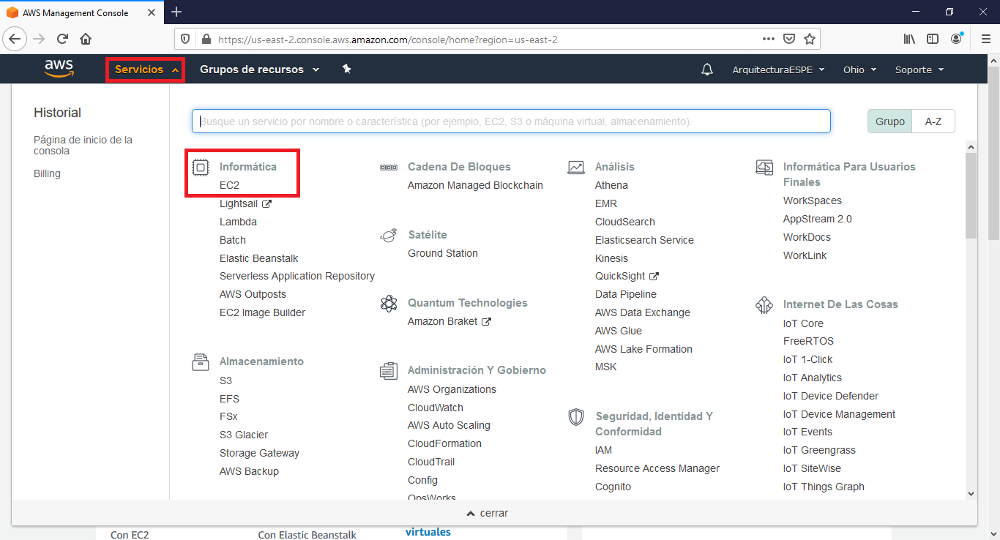 AWS Management Console
https://us-east-2.console.aws.amazon.com/console/home?region=us-east-2
aws
Servicios
Grupos de recursos
ArquitecturaESPE
Ohio
Soporte
Historial
Página de inicio de la
consola
Billing
Busque un servicio por nombre o característica (por ejemplo, EC2, S3 o máquina virtual, almacenamiento).
Grupo
A-Z
Informática
EC2
Lightsail
Lambda
Batch
Elastic Beanstalk
Serverless Application Repository
AWS Outposts
EC2 Image Builder
Almacenamiento
S3
EFS
FSx
S3 Glacier
Storage Gateway
AWS Backup
Cadena De Bloques
Amazon Managed Blockchain
Satélite
Ground Station
Quantum Technologies
Amazon Braket
Administración Y Gobierno
AWS Organizations
CloudWatch
AWS Auto Scaling
CloudFormation
CloudTrail
Config
OpsWorks
Análisis
Athena
EMR
CloudSearch
Elasticsearch Service
Kinesis
QuickSight
Data Pipeline
AWS Data Exchange
AWS Glue
AWS Lake Formation
MSK
Seguridad, Identidad Y
Conformidad
IAM
Resource Access Manager
Cognito
Informática Para Usuarios
Finales
WorkSpaces
AppStream 2.0
WorkDocs
WorkLink
Internet De Las Cosas
IoT Core
FreeRTOS
IoT 1-Click
IoT Analytics
IoT Device Defender
IoT Device Management
IoT Events
IoT Greengrass
IoT SiteWise
IoT Things Graph
cerrar
Con EC2
Con Elastic Beanstalk
virtuales